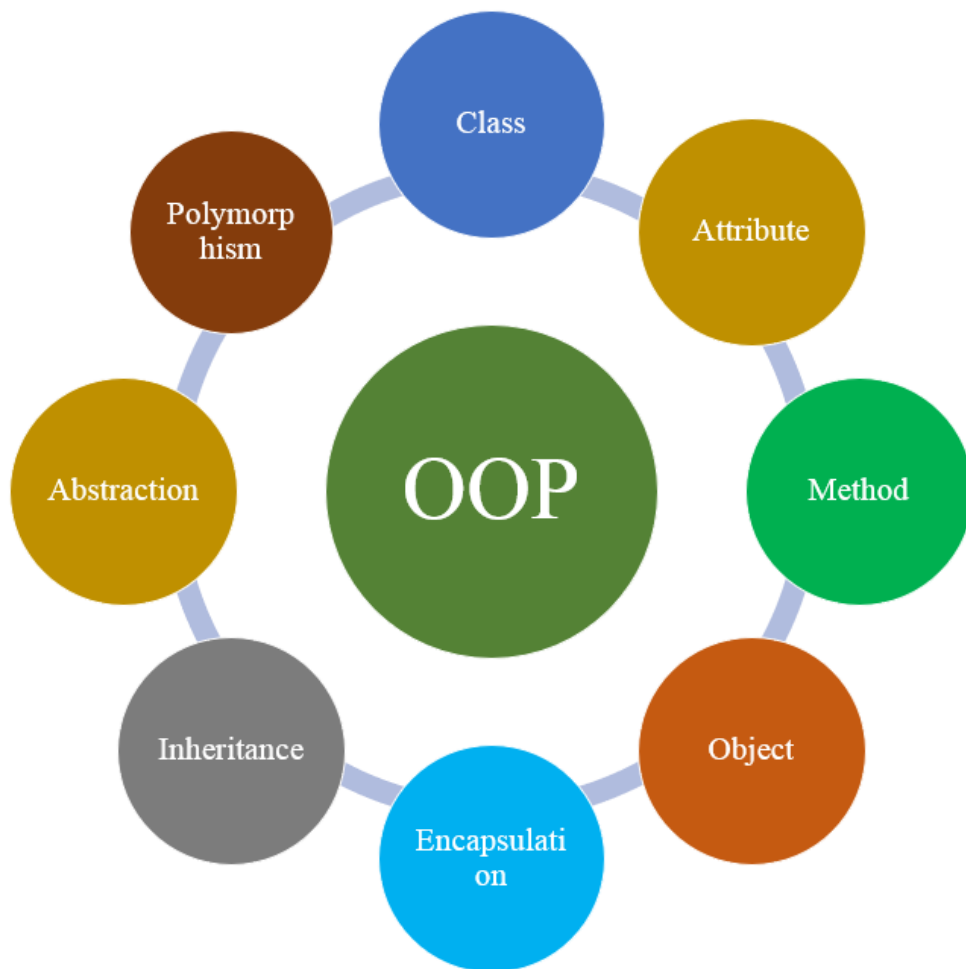 Class
Attribute
Method
Object
Encapsulati
on
Inheritance
Abstraction
Polymorp
hism
OOP